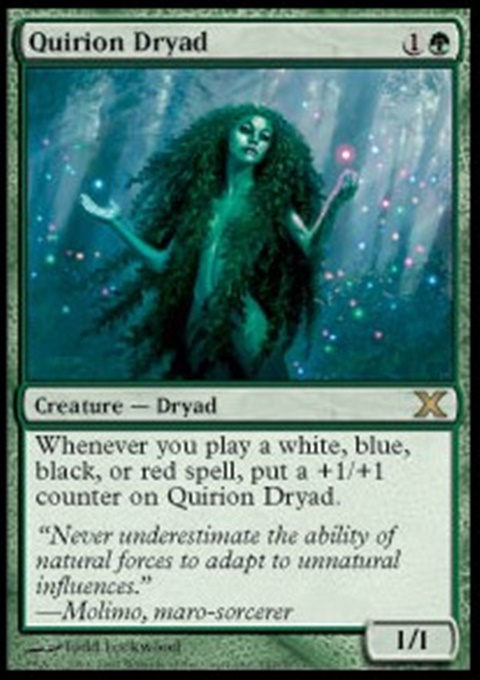 Quirion Dryad 1
Creature — Dryad
X
Whenever you play a white, blue,
black, or red spell, put a +1/+1
counter on Quirion Dryad.
“Never underestimate the ability of
natural forces to adapt to unnatural
influences.”
—Molimo, maro-sorcerer
Todd Lockwood
1/1